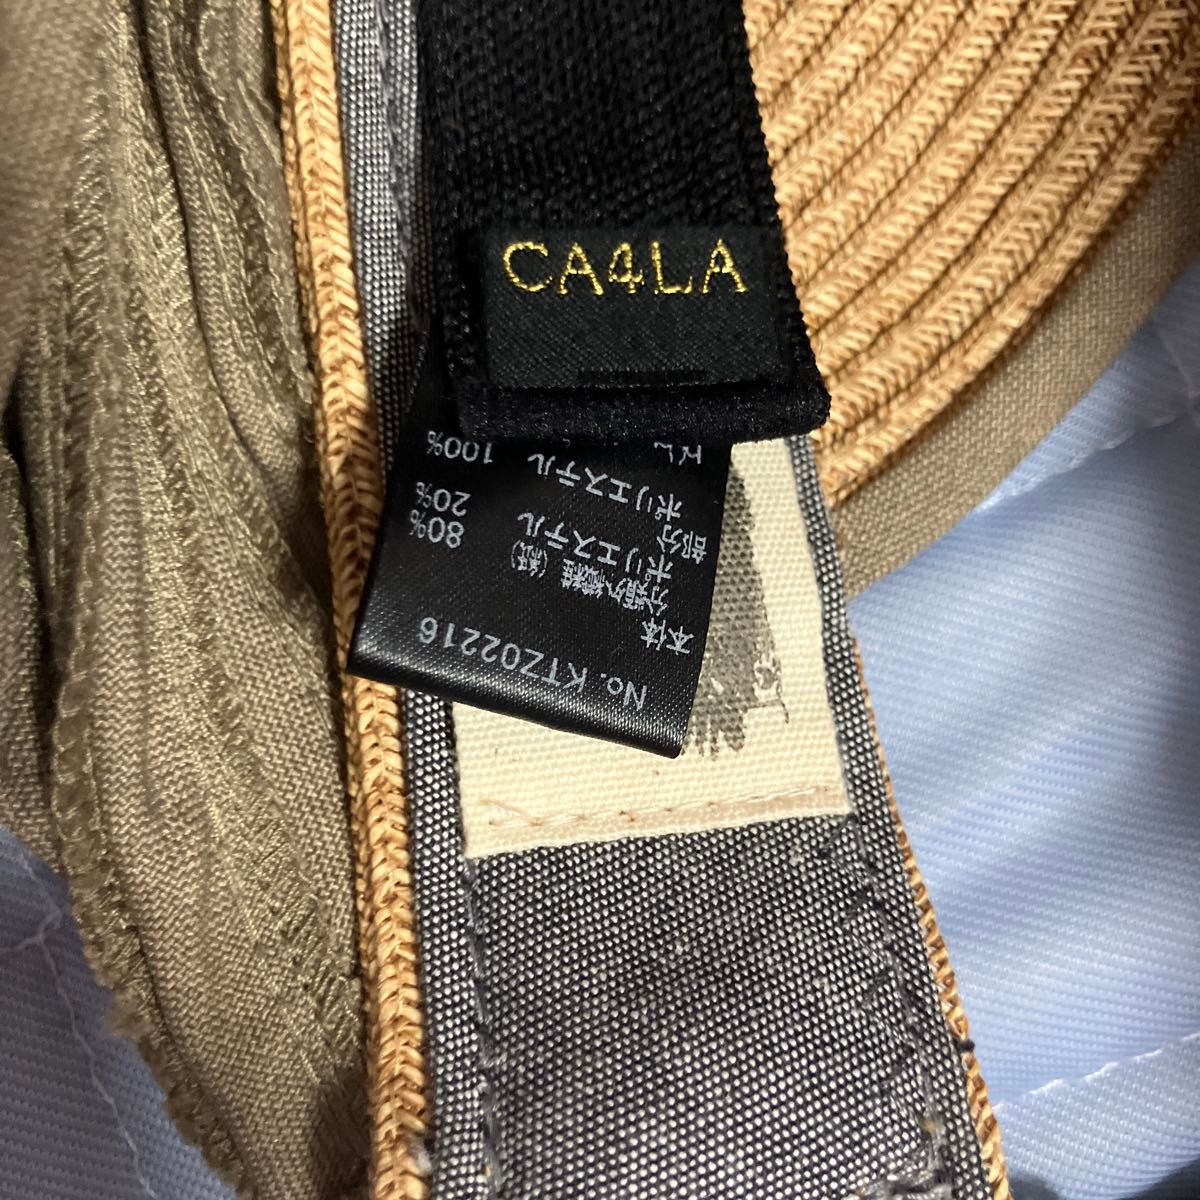 CA4LA
No. KTZ02216
本体
分類外繊維(紙) 80%
ポリエステル 20%
部分
ポリエステル 100%